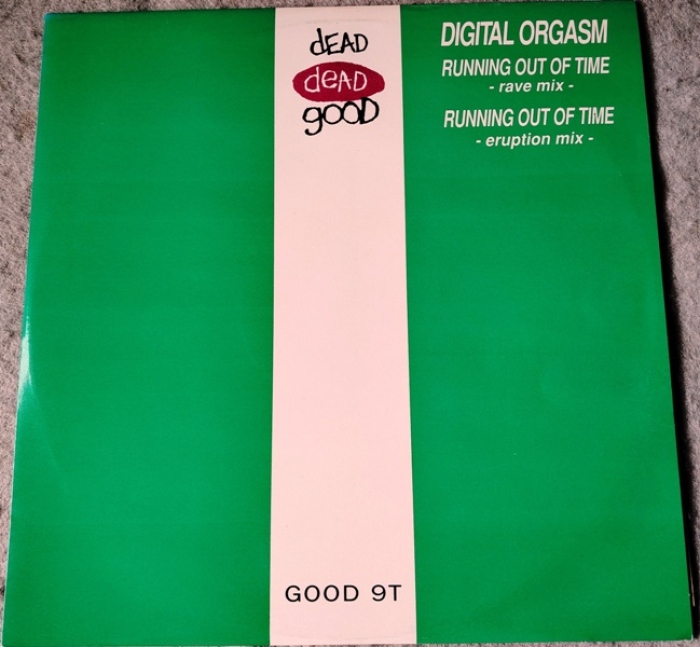 dEAD
dEAD
gooD
DIGITAL ORGASM
RUNNING OUT OF TIME
- rave mix -
RUNNING OUT OF TIME
- eruption mix -
GOOD 9T